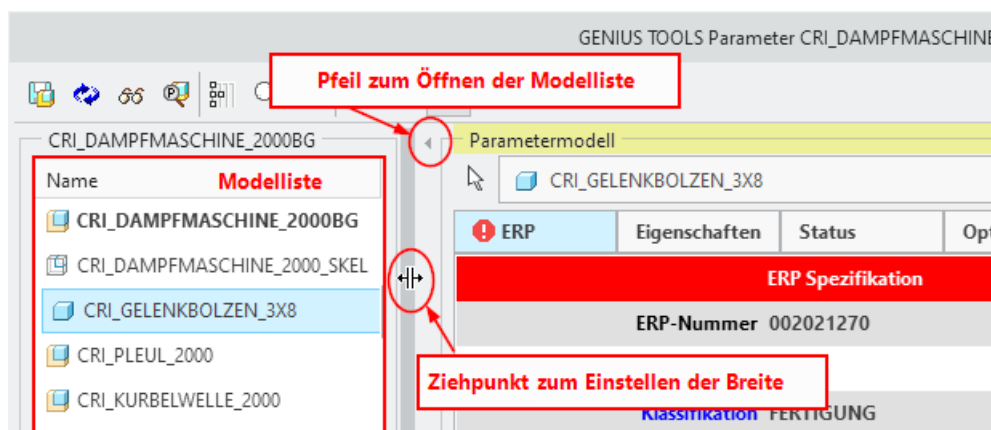 GENIUS TOOLS Parameter CRI_DAMPFMASCHINE
Pfeil zum Öffnen der Modelliste
CRI_DAMPFMASCHINE_2000BG
Parametermodell
Name
Modelliste
CRI_GELENKBOLZEN_3X8
CRI_DAMPFMASCHINE_2000BG
ERP
Eigenschaften
Status
CRI_DAMPFMASCHINE_2000_SKEL
ERP Spezifikation
CRI_GELENKBOLZEN_3X8
ERP-Nummer 002021270
CRI_PLEUL_2000
Ziehpunkt zum Einstellen der Breite
CRI_KURBELWELLE_2000
Klassifikation FERTIGUNG